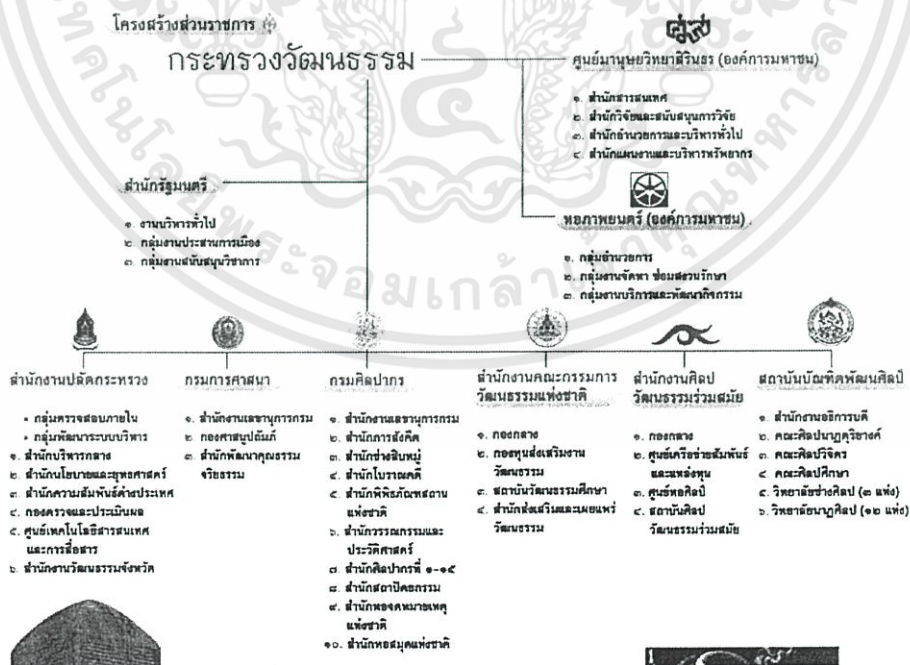 โครงสร้างส่วนราชการ
กระทรวงวัฒนธรรม
ศูนย์มานุษยวิทยาสิรินธร (องค์การมหาชน)
๑. สำนักสารสนเทศ
๒. สำนักวิจัยและสนับสนุนการวิจัย
๓. สำนักอำนวยการและบริหารทั่วไป
๔. สำนักแผนงานและบริหารทรัพยากร
หอภาพยนตร์ (องค์การมหาชน)
๑. กลุ่มอำนวยการ
๒. กลุ่มงานจัดหา ซ่อมสงวนรักษา
๓. กลุ่มงานบริการและพัฒนากิจกรรม
สำนักรัฐมนตรี
๑. งานบริหารทั่วไป
๒. กลุ่มงานประสานการเมือง
๓. กลุ่มงานสนับสนุนวิชาการ
สำนักงานปลัดกระทรวง
• กลุ่มตรวจสอบภายใน
• กลุ่มพัฒนาระบบบริหาร
๑. สำนักบริหารกลาง
๒. สำนักนโยบายและยุทธศาสตร์
๓. สำนักความสัมพันธ์ต่างประเทศ
๔. กองตรวจและประเมินผล
๕. ศูนย์เทคโนโลยีสารสนเทศ
และการสื่อสาร
๖. สำนักงานวัฒนธรรมจังหวัด
กรมการศาสนา
๑. สำนักงานเลขานุการกรม
๒. กองศาสนูปถัมภ์
๓. สำนักพัฒนาคุณธรรม
จริยธรรม
กรมศิลปากร
๑. สำนักงานเลขานุการกรม
๒. สำนักการสังคีต
๓. สำนักช่างสิบหมู่
๔. สำนักโบราณคดี
๕. สำนักพิพิธภัณฑสถาน
แห่งชาติ
๖. สำนักวรรณกรรมและ
ประวัติศาสตร์
๗. สำนักศิลปากรที่ ๑-๑๕
๘. สำนักสถาปัตยกรรม
๙. สำนักหอจดหมายเหตุ
แห่งชาติ
๑๐. สำนักหอสมุดแห่งชาติ
สำนักงานคณะกรรมการ
วัฒนธรรมแห่งชาติ
๑. กองกลาง
๒. กองทุนส่งเสริมงาน
วัฒนธรรม
๓. สถาบันวัฒนธรรมศึกษา
๔. สำนักส่งเสริมและเผยแพร่
วัฒนธรรม
สำนักงานศิลป
วัฒนธรรมร่วมสมัย
๑. กองกลาง
๒. ศูนย์เครือข่ายสัมพันธ์
และแหล่งทุน
๓. ศูนย์หอศิลป์
๔. สถาบันศิลป
วัฒนธรรมร่วมสมัย
สถาบันบัณฑิตพัฒนศิลป์
๑. สำนักงานอธิการบดี
๒. คณะศิลปนาฏดุริยางค์
๓. คณะศิลปวิจิตร
๔. คณะศิลปศึกษา
๕. วิทยาลัยช่างศิลป (๓ แห่ง)
๖. วิทยาลัยนาฏศิลป (๑๒ แห่ง)